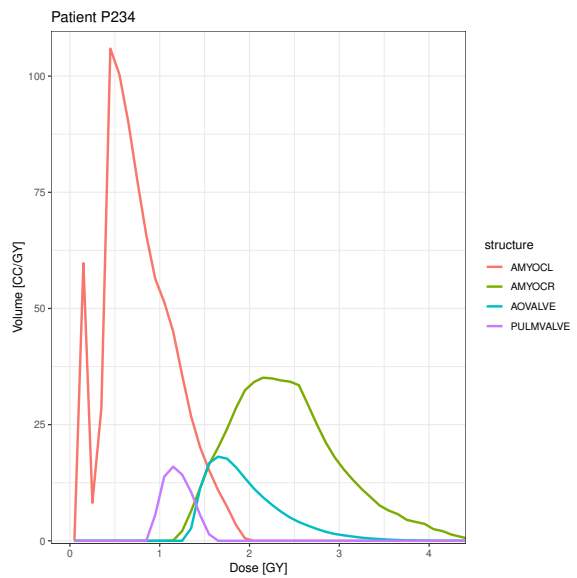 Patient P234
Volume [CC/GY]
100
75
50
25
0
0 1 2 3 4
Dose [GY]
structure
AMYOCL
AMYOCR
AOVALVE
PULMVALVE